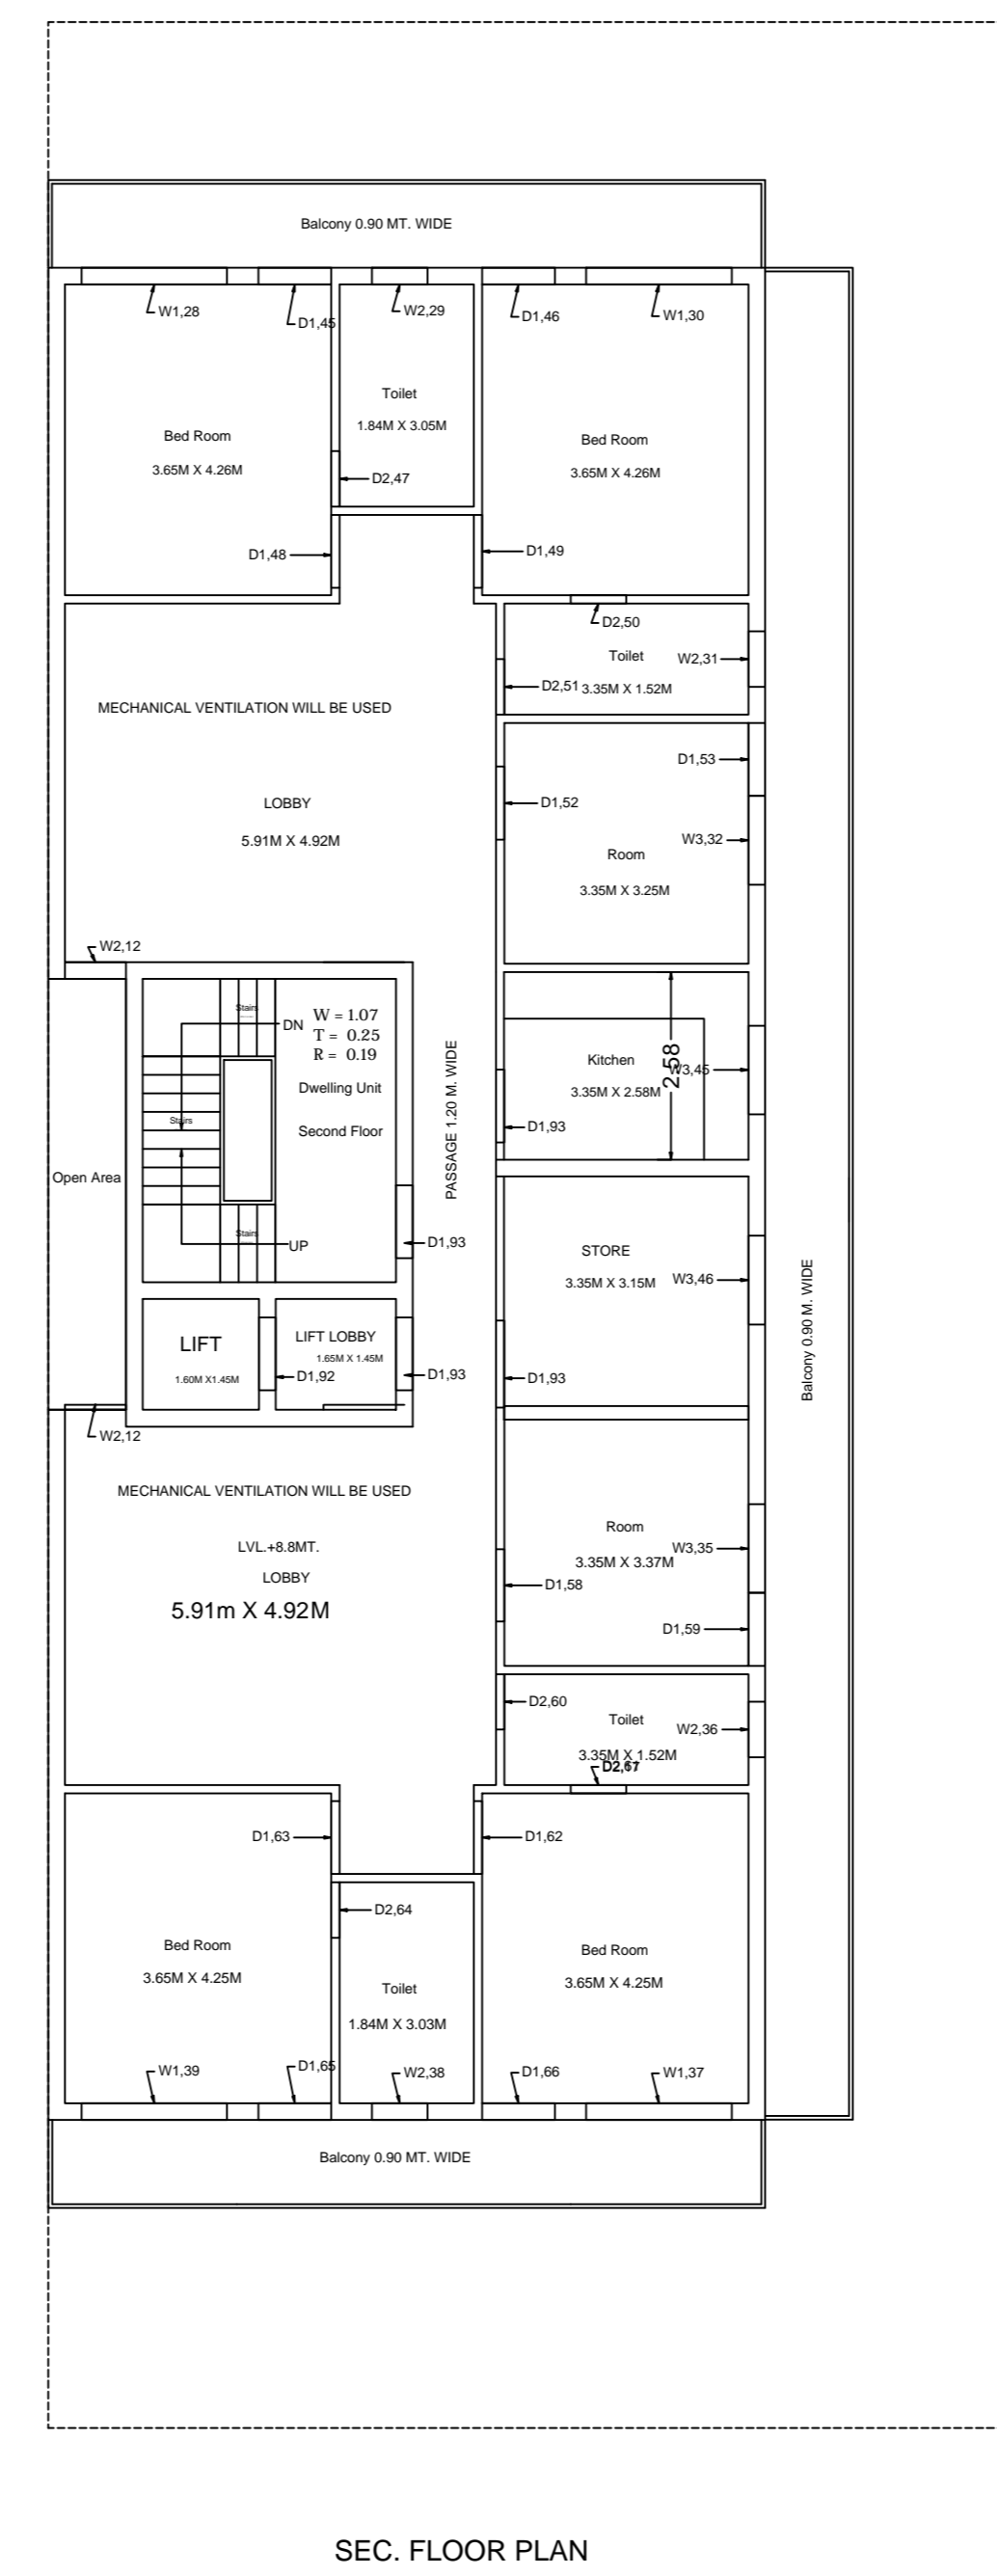 Balcony 0.90 MT. WIDE
W1,28
D1,45
W2,29
D1,46
W1,30
Toilet
1.84M X 3.05M
Bed Room
3.65M X 4.26M
Bed Room
3.65M X 4.26M
D2,47
D1,48
D1,49
D2,50
Toilet
W2,31
D2,51
3.35M X 1.52M
MECHANICAL VENTILATION WILL BE USED
D1,53
LOBBY
5.91M X 4.92M
D1,52
W3,32
Room
3.35M X 3.25M
W2,12
Stairs
DN
W = 1.07
T = 0.25
R = 0.19
Dwelling Unit
Second Floor
Stairs
Open Area
Stairs
UP
PASSAGE 1.20 M. WIDE
Kitchen
3.35M X 2.58M
2.58
W3,45
D1,93
D1,93
STORE
3.35M X 3.15M
W3,46
Balcony 0.90 M. WIDE
LIFT
1.60M X1.45M
LIFT LOBBY
1.65M X 1.45M
D1,92
D1,93
D1,93
W2,12
MECHANICAL VENTILATION WILL BE USED
LVL.+8.8MT.
LOBBY
5.91m X 4.92M
Room
3.35M X 3.37M
W3,35
D1,58
D1,59
D2,60
Toilet
W2,36
3.35M X 1.52M
D1,63
D1,62
D2,64
Bed Room
3.65M X 4.25M
Bed Room
3.65M X 4.25M
Toilet
1.84M X 3.03M
W1,39
D1,65
W2,38
D1,66
W1,37
Balcony 0.90 MT. WIDE
SEC. FLOOR PLAN